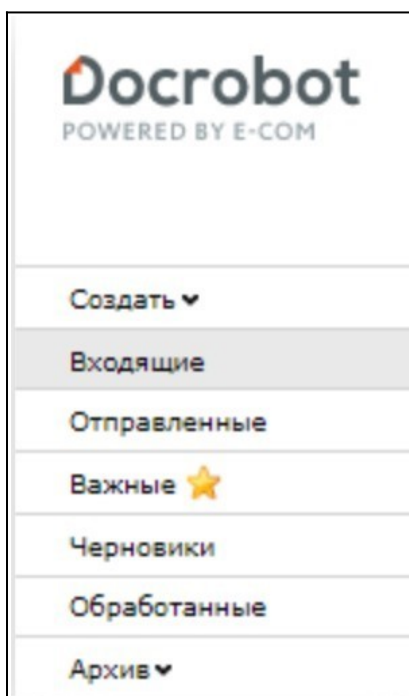 Docrobot
POWERED BY E-COM
Создать
Входящие
Отправленные
Важные
Черновики
Обработанные
Архив